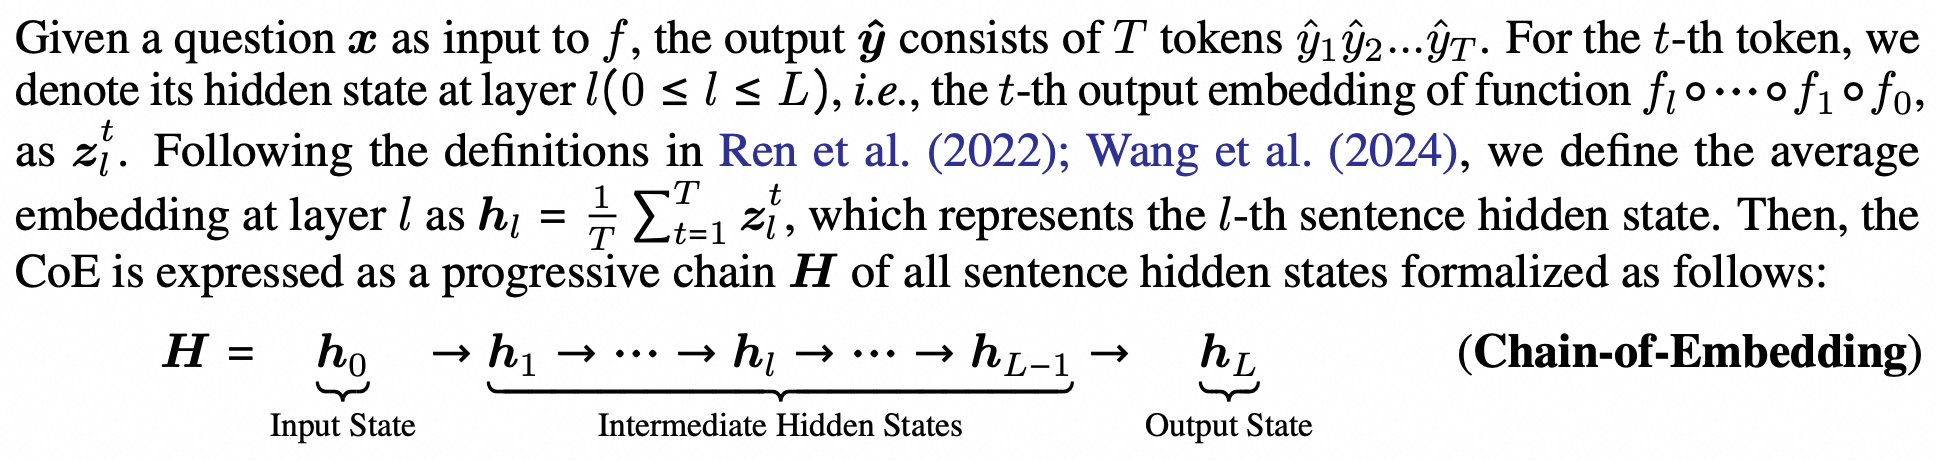 Given a question $\boldsymbol{x}$ as input to $f$, the output $\hat{\boldsymbol{y}}$ consists of $T$ tokens $\hat{y}_1\hat{y}_2...\hat{y}_T$. For the $t$-th token, we
denote its hidden state at layer $l(0 \leq l \leq L)$, i.e., the $t$-th output embedding of function $f_l \circ \cdots \circ f_1 \circ f_0$,
as $\boldsymbol{z}_l^t$. Following the definitions in Ren et al. (2022); Wang et al. (2024), we define the average
embedding at layer $l$ as $\boldsymbol{h}_l = \frac{1}{T} \sum_{t=1}^{T} \boldsymbol{z}_l^t$, which represents the $l$-th sentence hidden state. Then, the
CoE is expressed as a progressive chain $\boldsymbol{H}$ of all sentence hidden states formalized as follows:
$\boldsymbol{H} = \underbrace{\boldsymbol{h}_0}_{\text{Input State}} \rightarrow \underbrace{\boldsymbol{h}_1 \rightarrow \cdots \rightarrow \boldsymbol{h}_l \rightarrow \cdots \rightarrow \boldsymbol{h}_{L-1}}_{\text{Intermediate Hidden States}} \rightarrow \underbrace{\boldsymbol{h}_L}_{\text{Output State}}$ (Chain-of-Embedding)